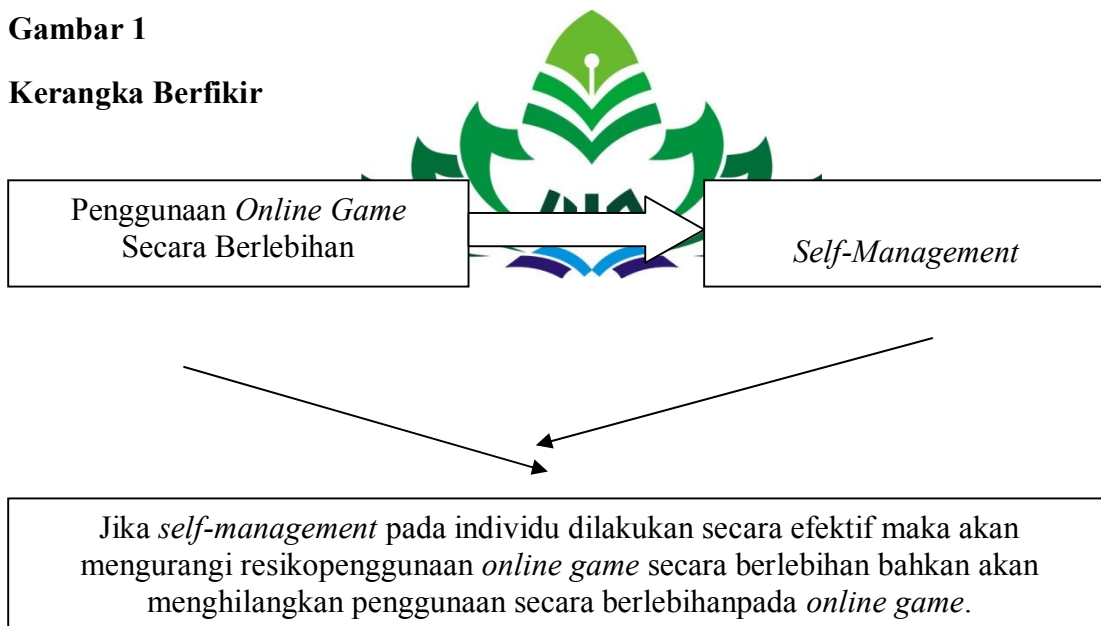 Gambar 1
Kerangka Berfikir
Penggunaan Online Game
Secara Berlebihan
Self-Management
Jika self-management pada individu dilakukan secara efektif maka akan
mengurangi resikopenggunaan online game secara berlebihan bahkan akan
menghilangkan penggunaan secara berlebihanpada online game.